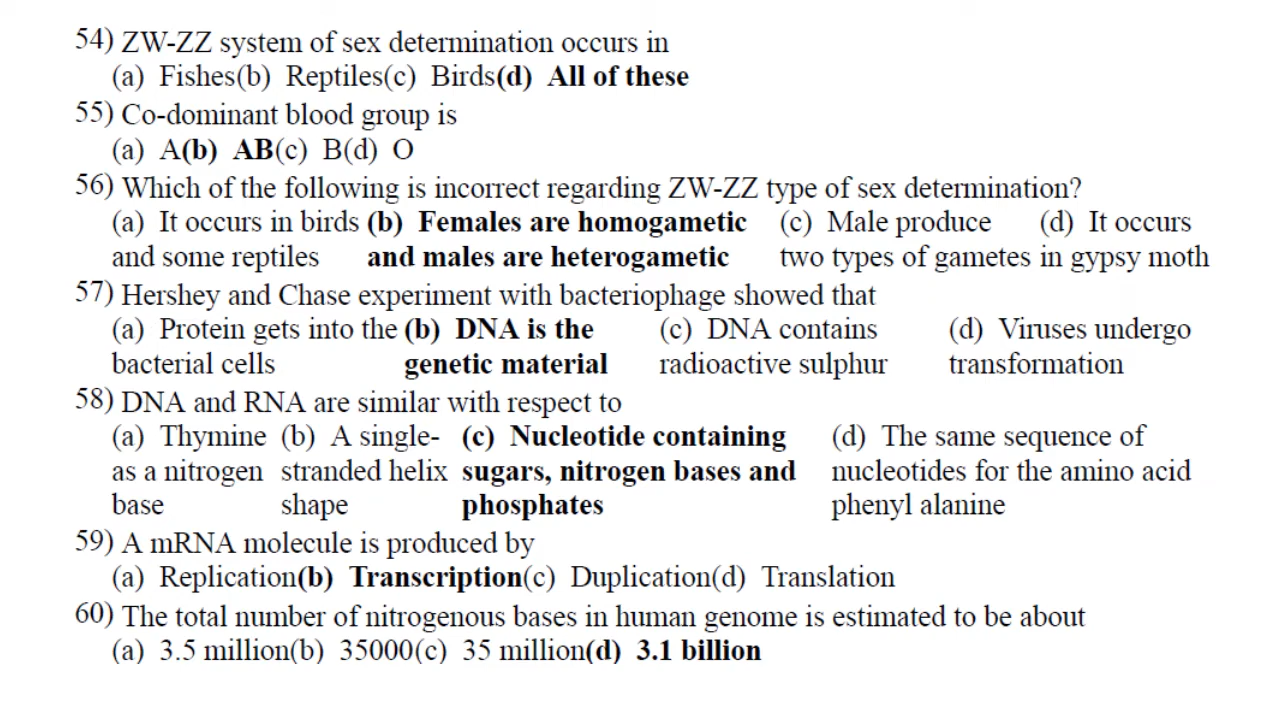 54) ZW-ZZ system of sex determination occurs in
(a) Fishes(b) Reptiles(c) Birds(d) All of these
55) Co-dominant blood group is
(a) A(b) AB(c) B(d) O
56) Which of the following is incorrect regarding ZW-ZZ type of sex determination?
(a) It occurs in birds (b) Females are homogametic (c) Male produce (d) It occurs
and some reptiles and males are heterogametic two types of gametes in gypsy moth
57) Hershey and Chase experiment with bacteriophage showed that
(a) Protein gets into the (b) DNA is the (c) DNA contains (d) Viruses undergo
bacterial cells genetic material radioactive sulphur transformation
58) DNA and RNA are similar with respect to
(a) Thymine (b) A single- (c) Nucleotide containing (d) The same sequence of
as a nitrogen stranded helix sugars, nitrogen bases and nucleotides for the amino acid
base shape phosphates phenyl alanine
59) A mRNA molecule is produced by
(a) Replication(b) Transcription(c) Duplication(d) Translation
60) The total number of nitrogenous bases in human genome is estimated to be about
(a) 3.5 million(b) 35000(c) 35 million(d) 3.1 billion